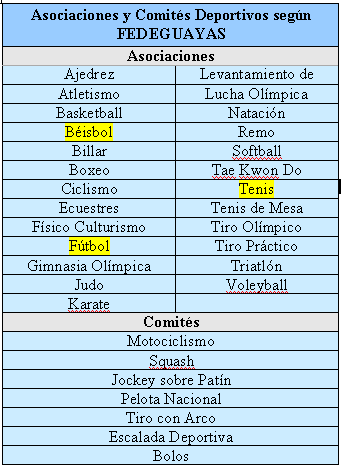 Asociaciones y Comités Deportivos según
FEDEGUAYAS
Asociaciones
Ajedrez Levantamiento de
Atletismo Lucha Olímpica
Basketball Natación
Béisbol Remo
Billar Softball
Boxeo Tae Kwon Do
Ciclismo Tenis
Ecuestres Tenis de Mesa
Físico Culturismo Tiro Olímpico
Fútbol Tiro Práctico
Gimnasia Olímpica Triatlón
Judo Voleyball
Karate
Comités
Motociclismo
Squash
Jockey sobre Patín
Pelota Nacional
Tiro con Arco
Escalada Deportiva
Bolos